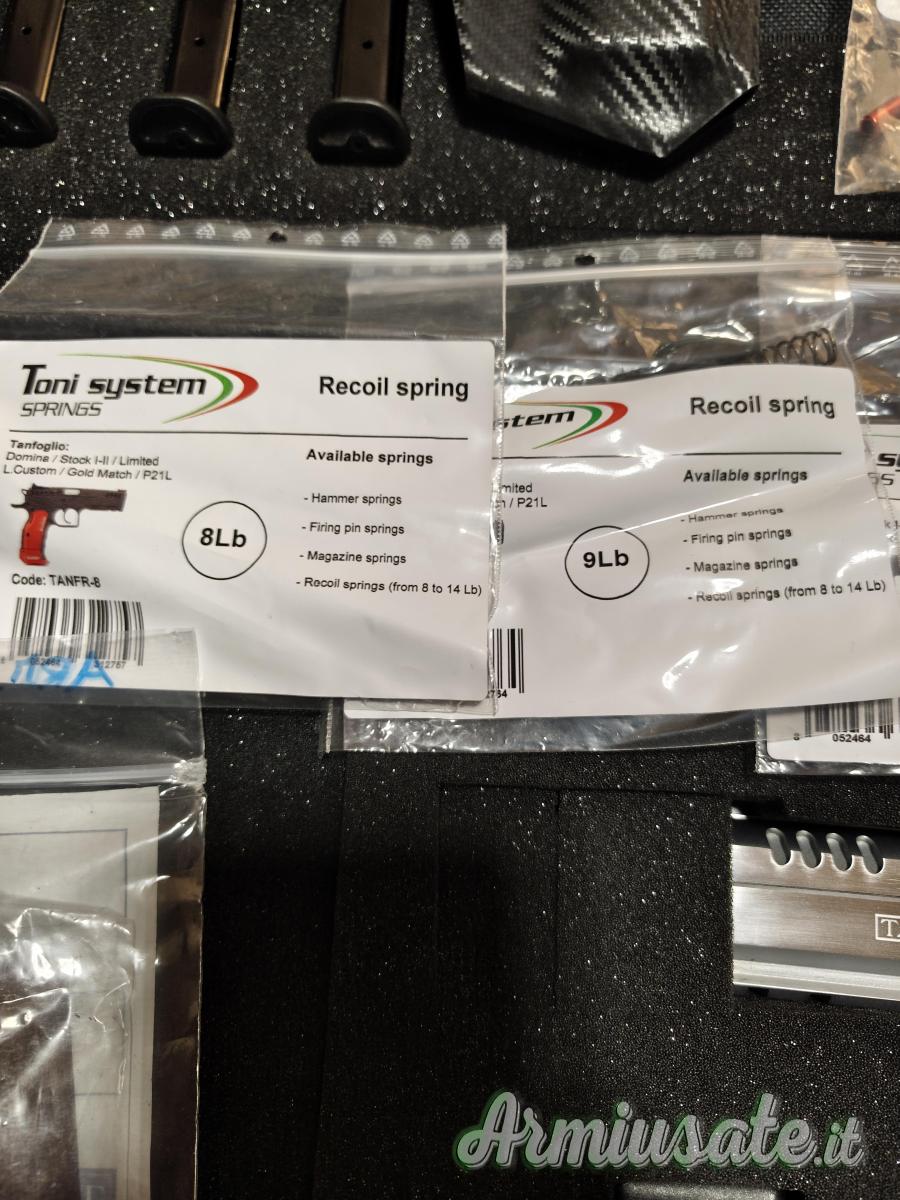 Toni system
SPRINGS
Recoil spring
Tanfoglio:
Domina / Stock I-II / Limited
L.Custom / Gold Match / P21L
Available springs
- Hammer springs
- Firing pin springs
- Magazine springs
- Recoil springs (from 8 to 14 Lb)
8Lb
Code: TANFR-8
stem
Recoil spring
mited
/ P21L
Available springs
- Hammer springs
- Firing pin springs
- Magazine springs
- Recoil springs (from 8 to 14 Lb)
9Lb
8 052464
Armiusate.it